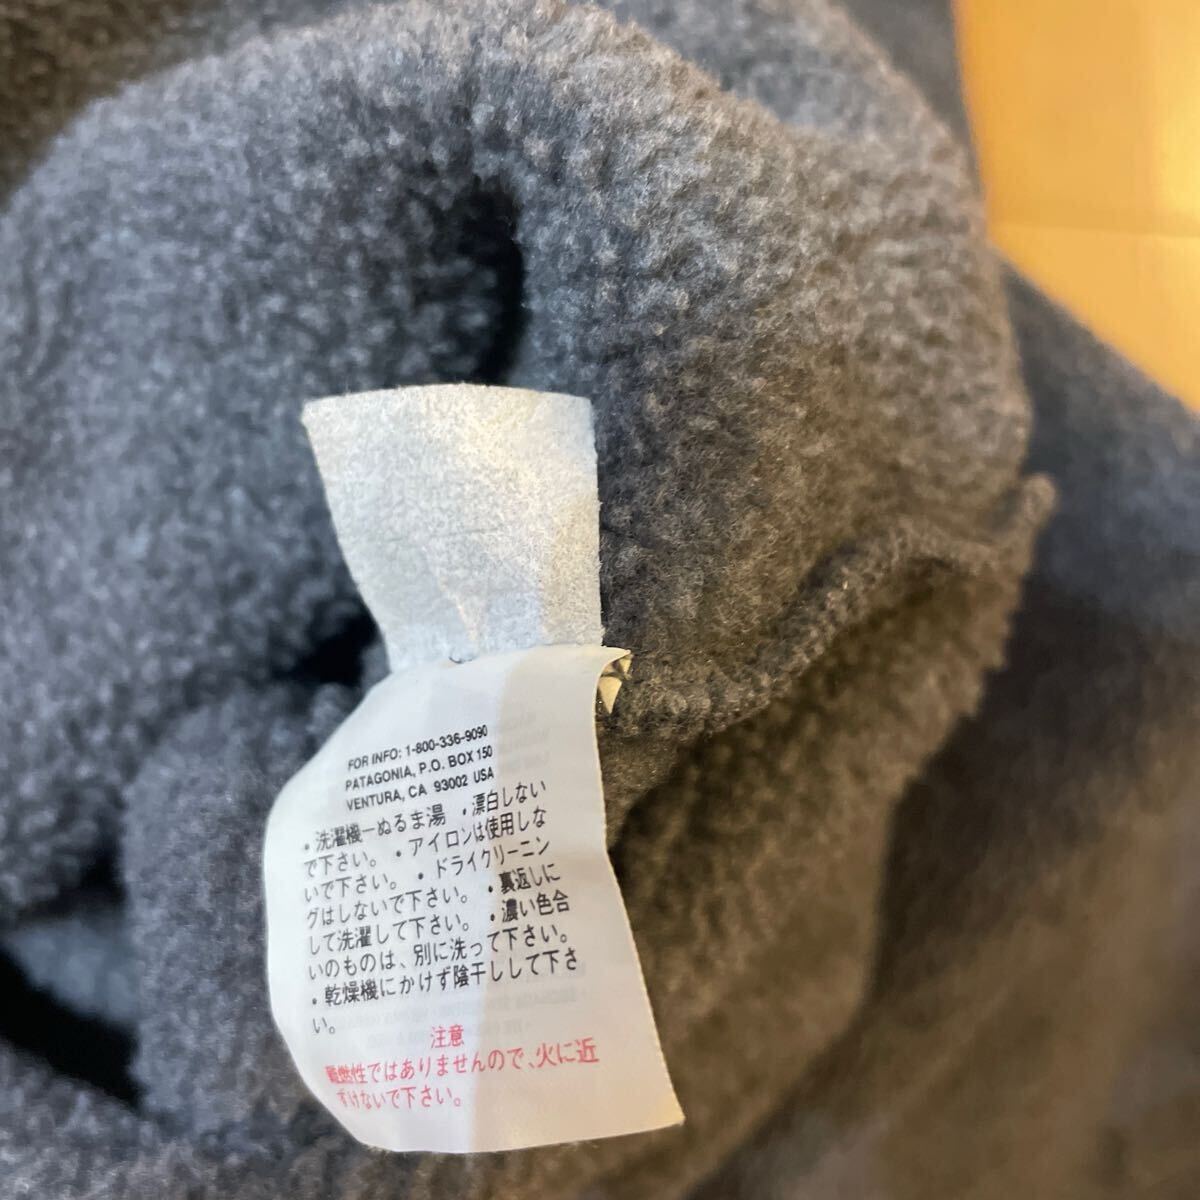 FOR INFO: 1-800-336-9090
PATAGONIA, P.O. BOX 150
VENTURA, CA 93002 USA
・洗濯機ーぬるま湯 ・漂白しない
で下さい。 ・アイロンは使用しな
いで下さい。 ・ドライクリーニン
グはしないで下さい。 ・裏返しに
して洗濯して下さい。 ・濃い色合
いのものは、別に洗って下さい。
・乾燥機にかけず陰干しして下さ
い。
注意
難燃性ではありませんので、火に近
ずけないで下さい。